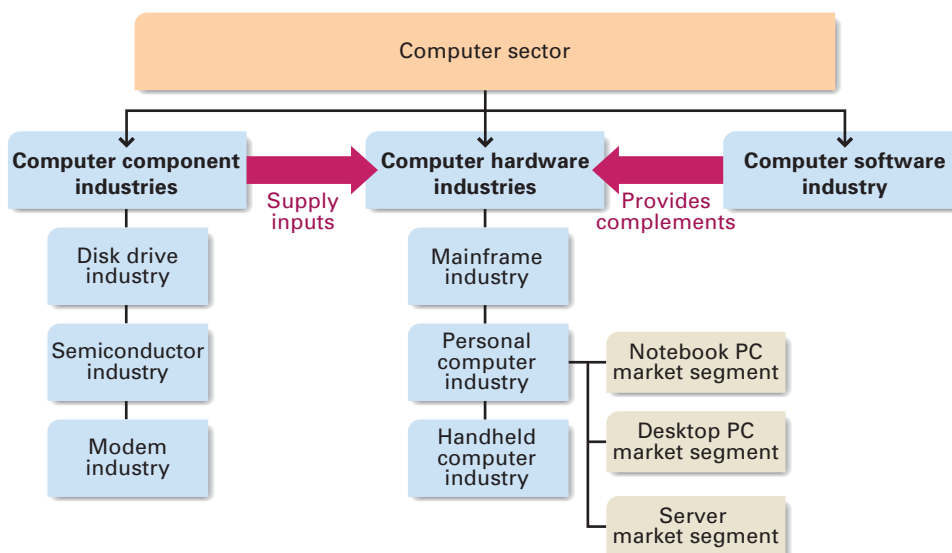 Computer sector
Computer component
industries
Supply
inputs
Computer hardware
industries
Provides
complements
Computer software
industry
Disk drive
industry
Semiconductor
industry
Modem
industry
Mainframe
industry
Personal
computer
industry
Handheld
computer
industry
Notebook PC
market segment
Desktop PC
market segment
Server
market segment